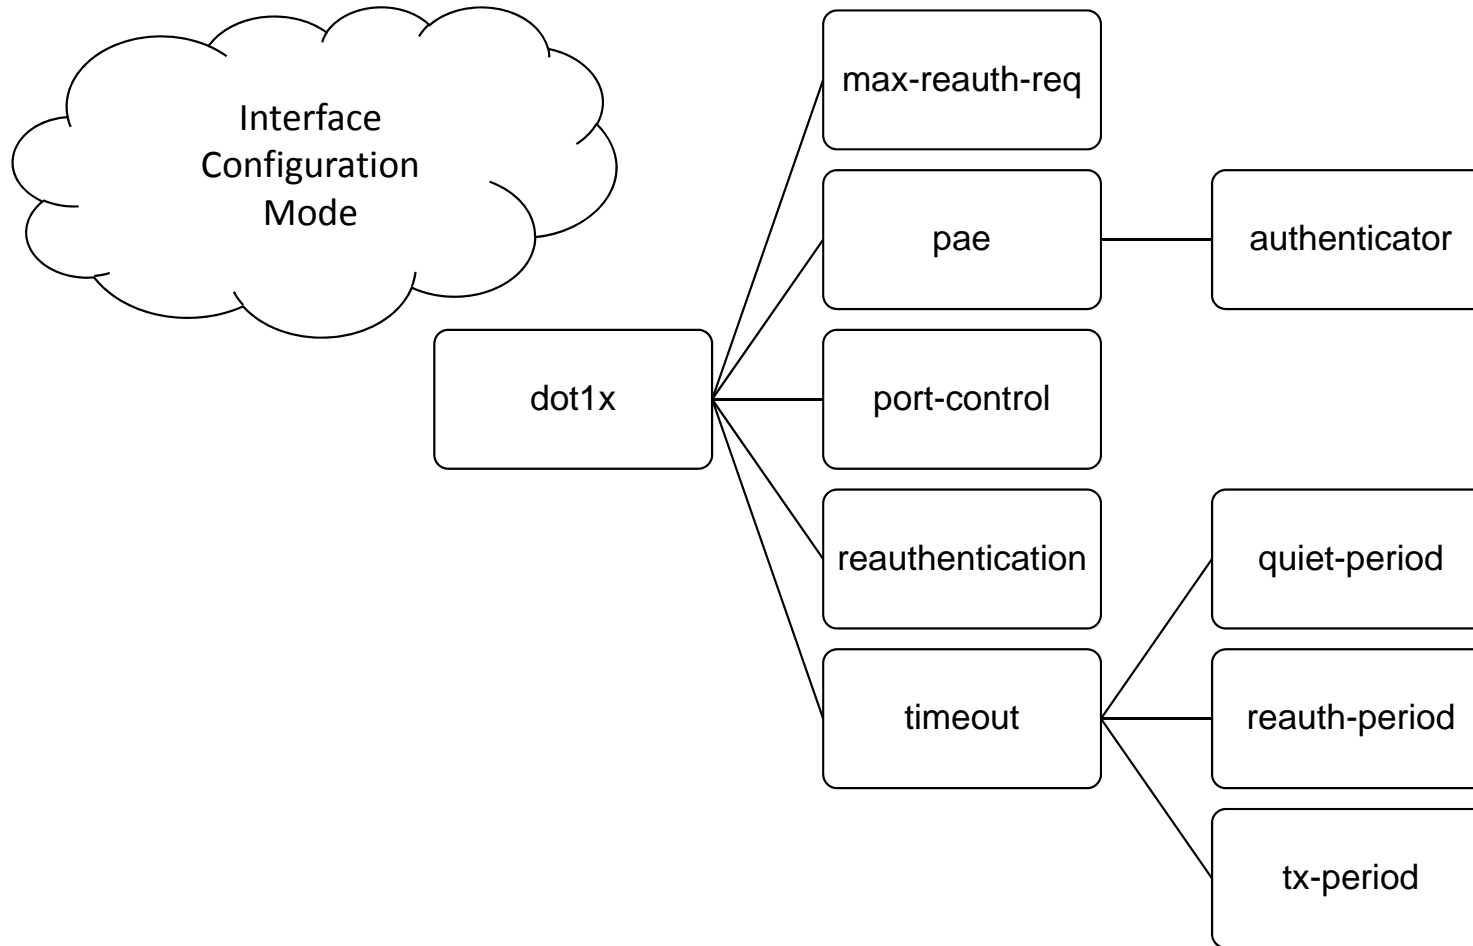 Interface
Configuration
Mode
dot1x
max-reauth-req
pae
authenticator
port-control
reauthentication
timeout
quiet-period
reauth-period
tx-period